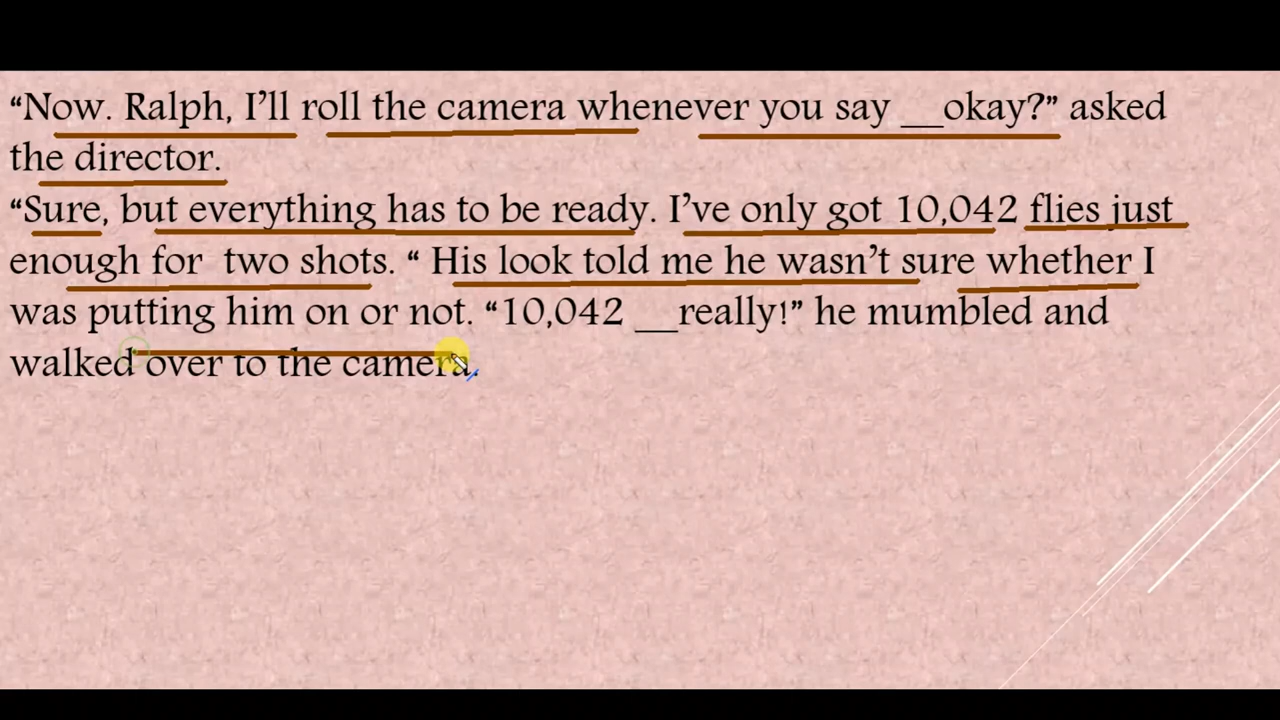 “Now. Ralph, I’ll roll the camera whenever you say __okay?” asked
the director.
“Sure, but everything has to be ready. I’ve only got 10,042 flies just
enough for  two shots. “ His look told me he wasn’t sure whether I
was putting him on or not. “10,042 __really!” he mumbled and
walked over to the camera.